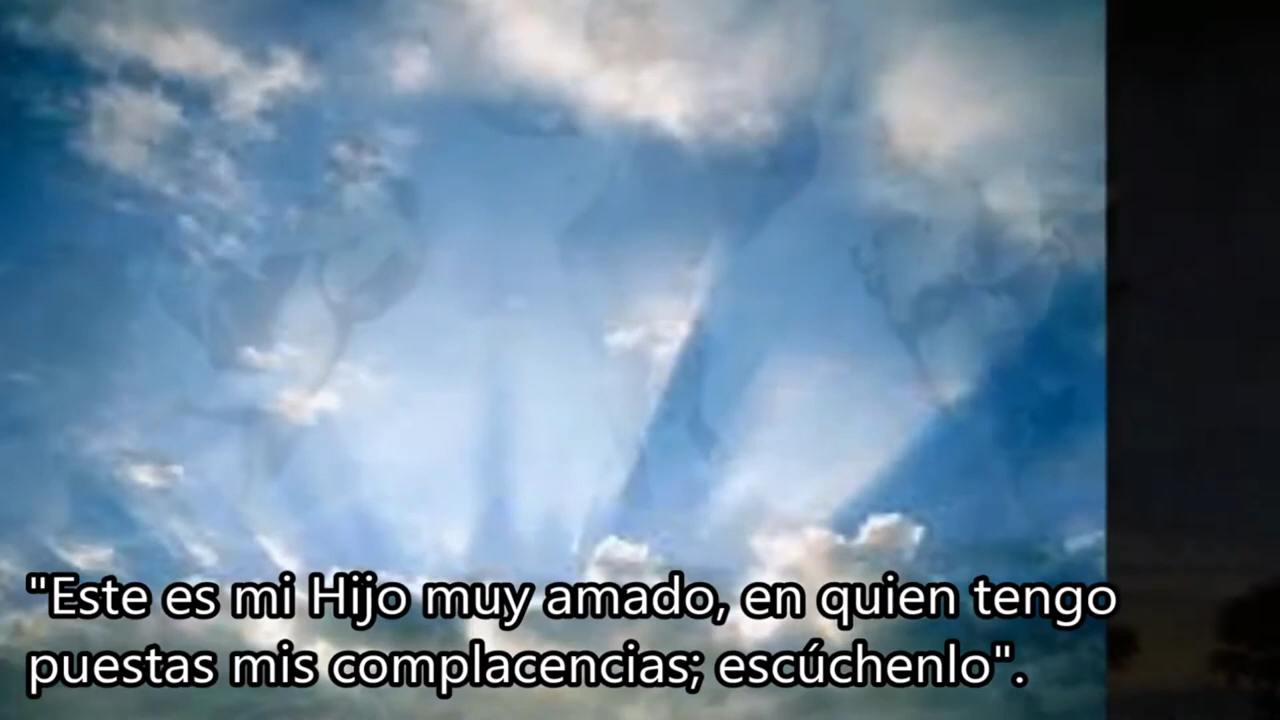 "Este es mi Hijo muy amado, en quien tengo
puestas mis complacencias; escúchenlo".